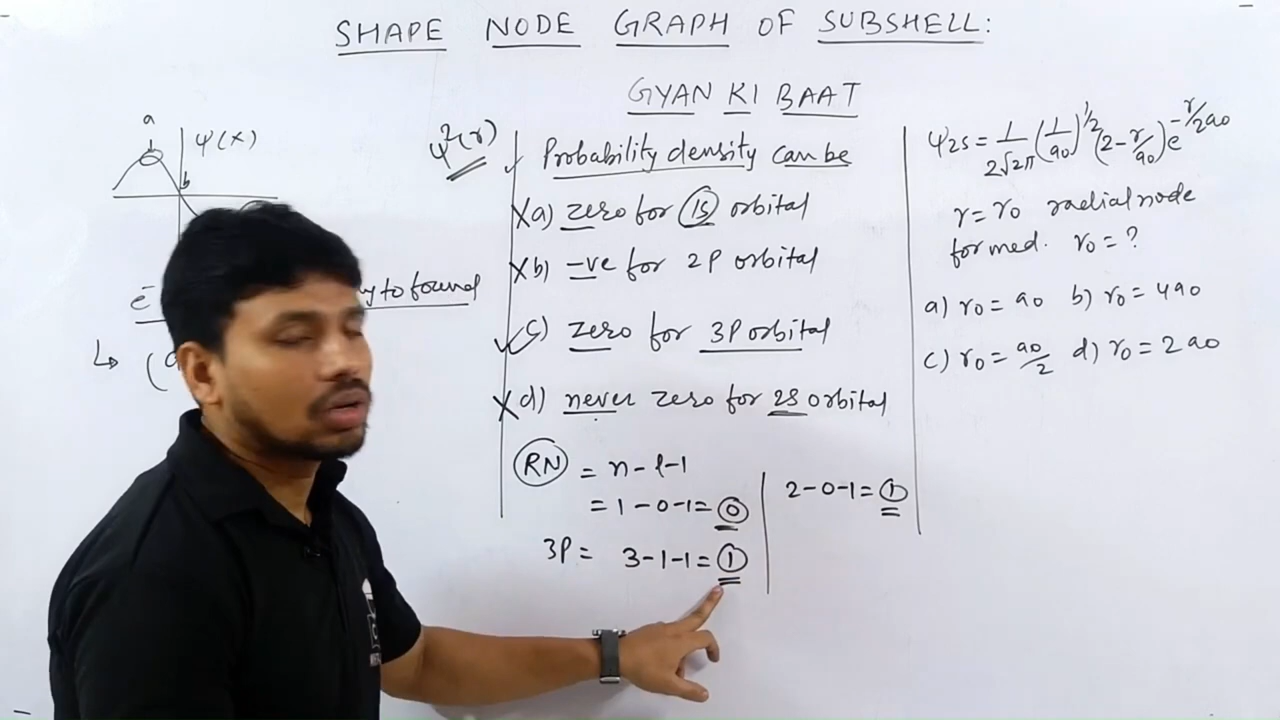 SHAPE NODE GRAPH OF SUBSHELL:
GYAN KI BAAT
a
ψ(x)
b
e⁻
to found
ψ²(r)
Probability density can be
a) zero for 1s orbital
b) -ve for 2P orbital
c) zero for 3P orbital
d) never zero for 2s orbital
RN = n-l-1
= 1-0-1= 0
3P = 3-1-1= 1
2-0-1= 1
ψ2s = 1/2√2π (1/a0)^1/2 (2-r/a0) e^-r/2a0
r = r0 radial node
formed. r0 = ?
a) r0 = a0 b) r0 = 4a0
c) r0 = a0/2 d) r0 = 2a0